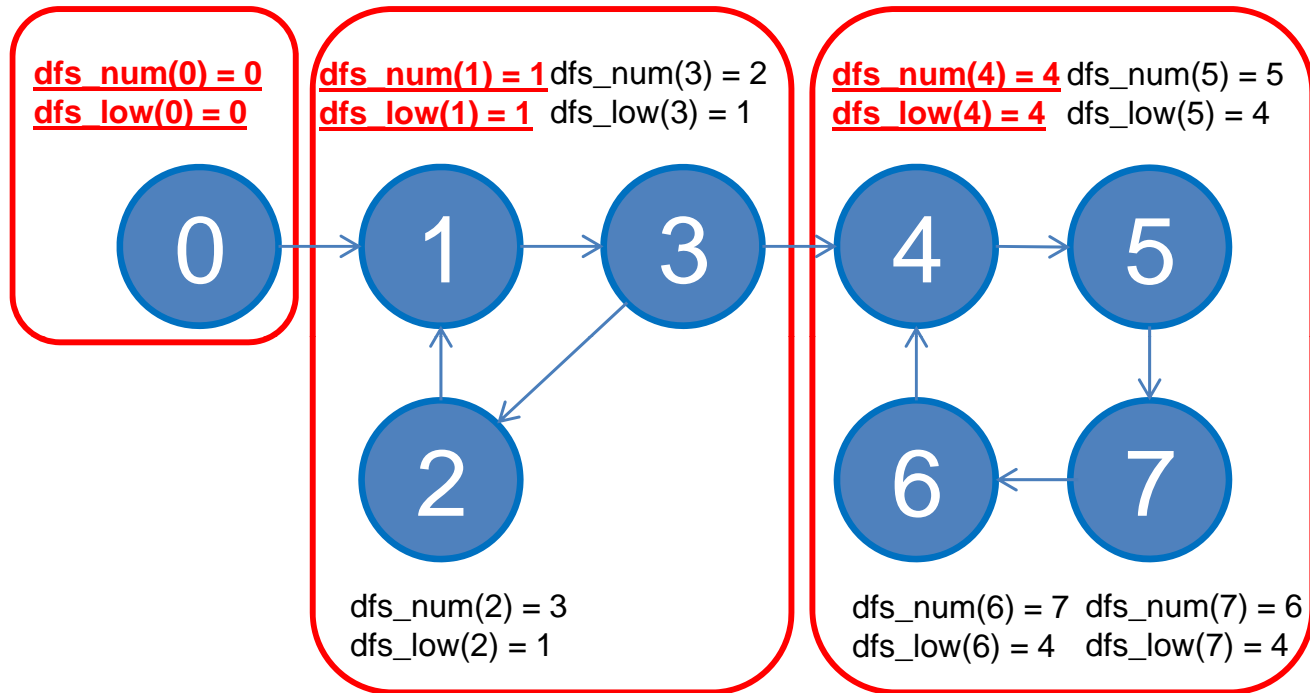 dfs_num(0) = 0
dfs_low(0) = 0
dfs_num(1) = 1 dfs_num(3) = 2
dfs_low(1) = 1 dfs_low(3) = 1
dfs_num(4) = 4 dfs_num(5) = 5
dfs_low(4) = 4 dfs_low(5) = 4
0 1 3 4 5
2 6 7
dfs_num(2) = 3
dfs_low(2) = 1
dfs_num(6) = 7 dfs_num(7) = 6
dfs_low(6) = 4 dfs_low(7) = 4